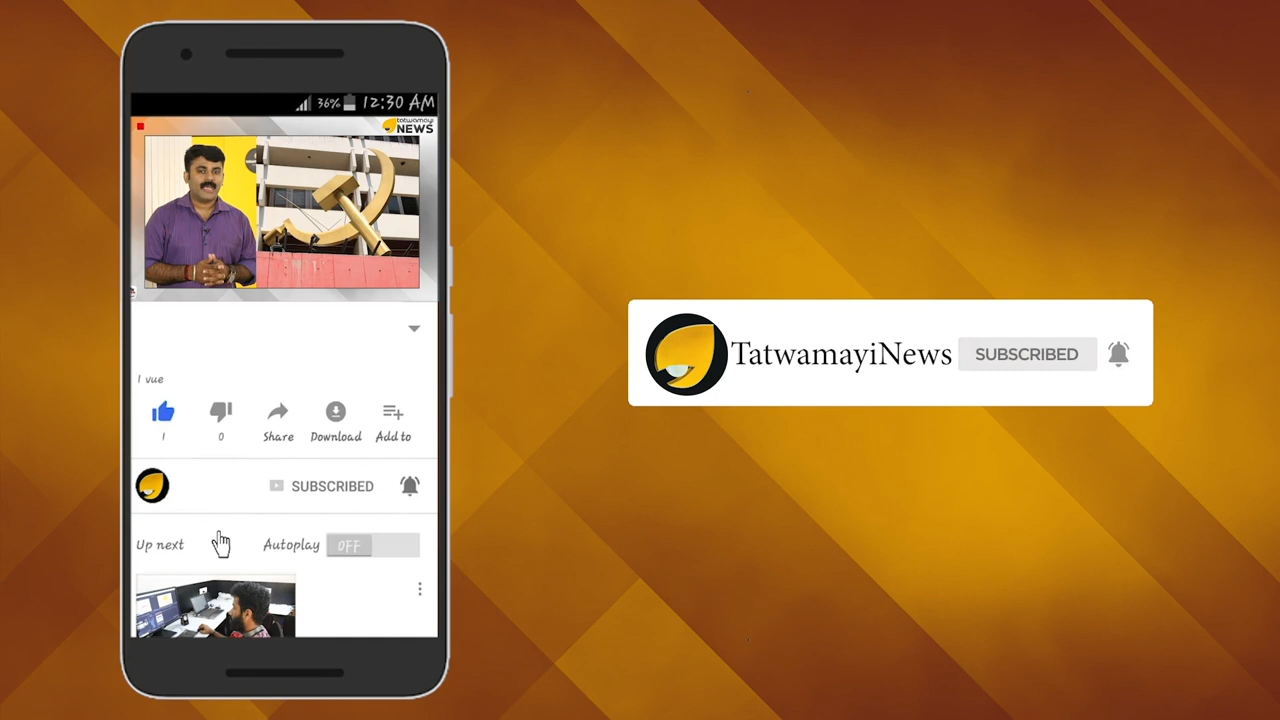 36% 12:30 AM
tatwamayi
NEWS
1 vue
1 0 Share Download Add to
SUBSCRIBED
Up next Autoplay OFF
TatwamayiNews SUBSCRIBED